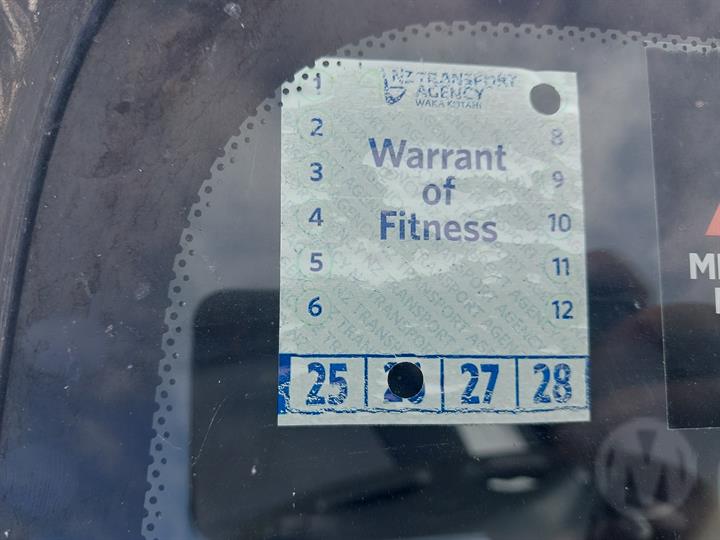 NZ TRANSPORT
AGENCY
WAKA KOTAHI
1
2
3
4
5
6
8
9
10
11
12
Warrant
of
Fitness
25
27
28